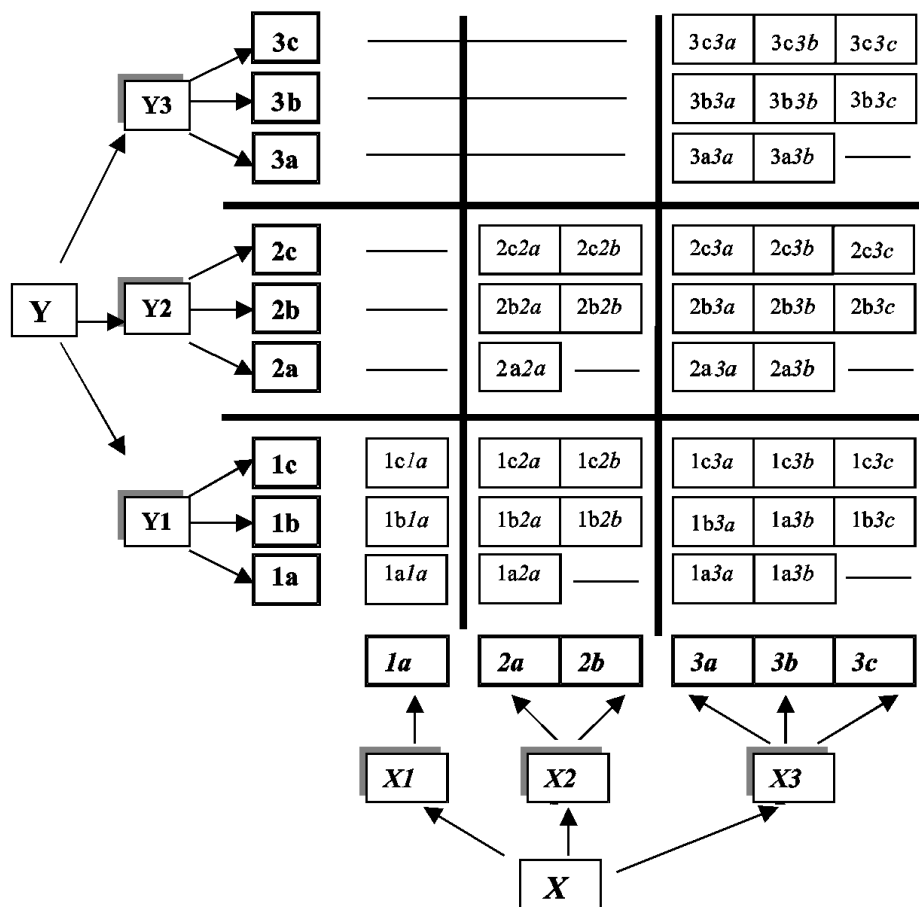 3c 3c3a 3c3b 3c3c
Y3 3b 3b3a 3b3b 3b3c
3a 3a3a 3a3b
2c 2c2a 2c2b 2c3a 2c3b 2c3c
Y Y2 2b 2b2a 2b2b 2b3a 2b3b 2b3c
2a 2a2a 2a3a 2a3b
1c 1c1a 1c2a 1c2b 1c3a 1c3b 1c3c
Y1 1b 1b1a 1b2a 1b2b 1b3a 1a3b 1b3c
1a 1a1a 1a2a 1a3a 1a3b
1a 2a 2b 3a 3b 3c
X1 X2 X3
X